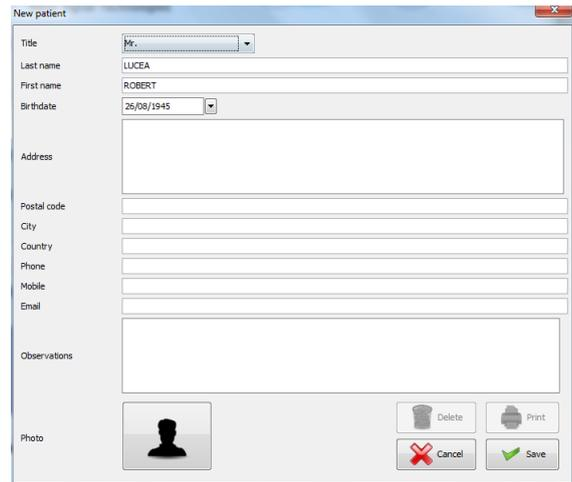 New patient
Title Mr.
Last name LUCEA
First name ROBERT
Birthdate 26/08/1945
Address
Postal code
City
Country
Phone
Mobile
Email
Observations
Photo
Delete Print
Cancel Save